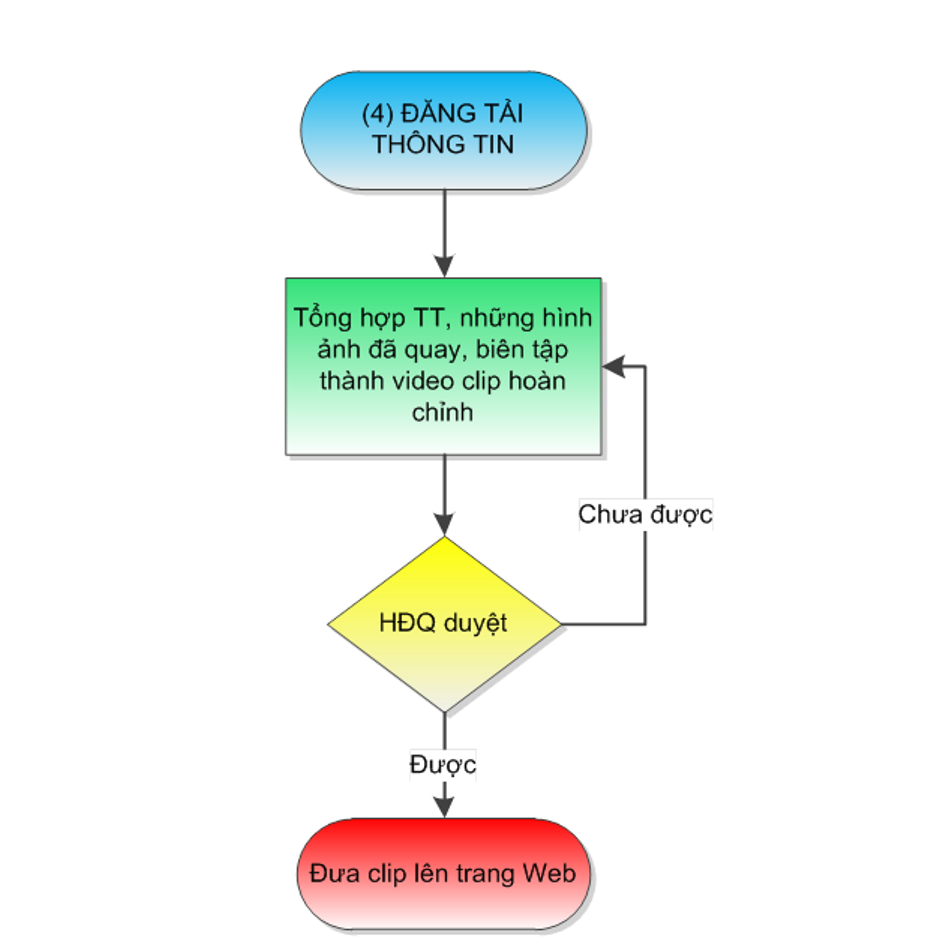 (4) ĐĂNG TẢI
THÔNG TIN
Tổng hợp TT, những hình
ảnh đã quay, biên tập
thành video clip hoàn
chỉnh
Chưa được
HĐQ duyệt
Được
Đưa clip lên trang Web